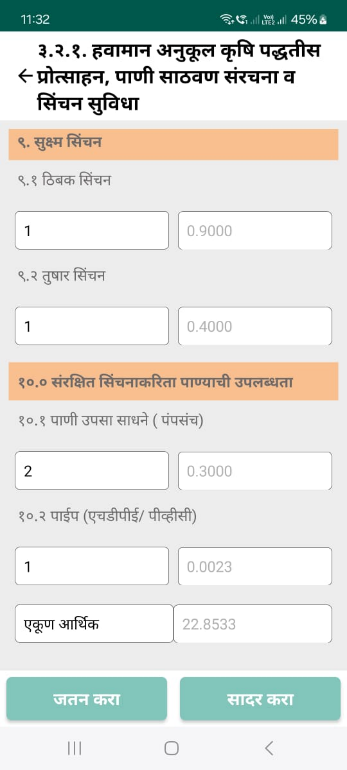 11:32
45%
३.२.१. हवामान अनुकूल कृषि पद्धतीस
प्रोत्साहन, पाणी साठवण संरचना व
सिंचन सुविधा
९. सुक्ष्म सिंचन
९.१ ठिबक सिंचन
1 0.9000
९.२ तुषार सिंचन
1 0.4000
१०.० संरक्षित सिंचनाकरिता पाण्याची उपलब्धता
१०.१ पाणी उपसा साधने ( पंपसंच)
2 0.3000
१०.२ पाईप (एचडीपीई/ पीव्हीसी)
1 0.0023
एकूण आर्थिक 22.8533
जतन करा सादर करा